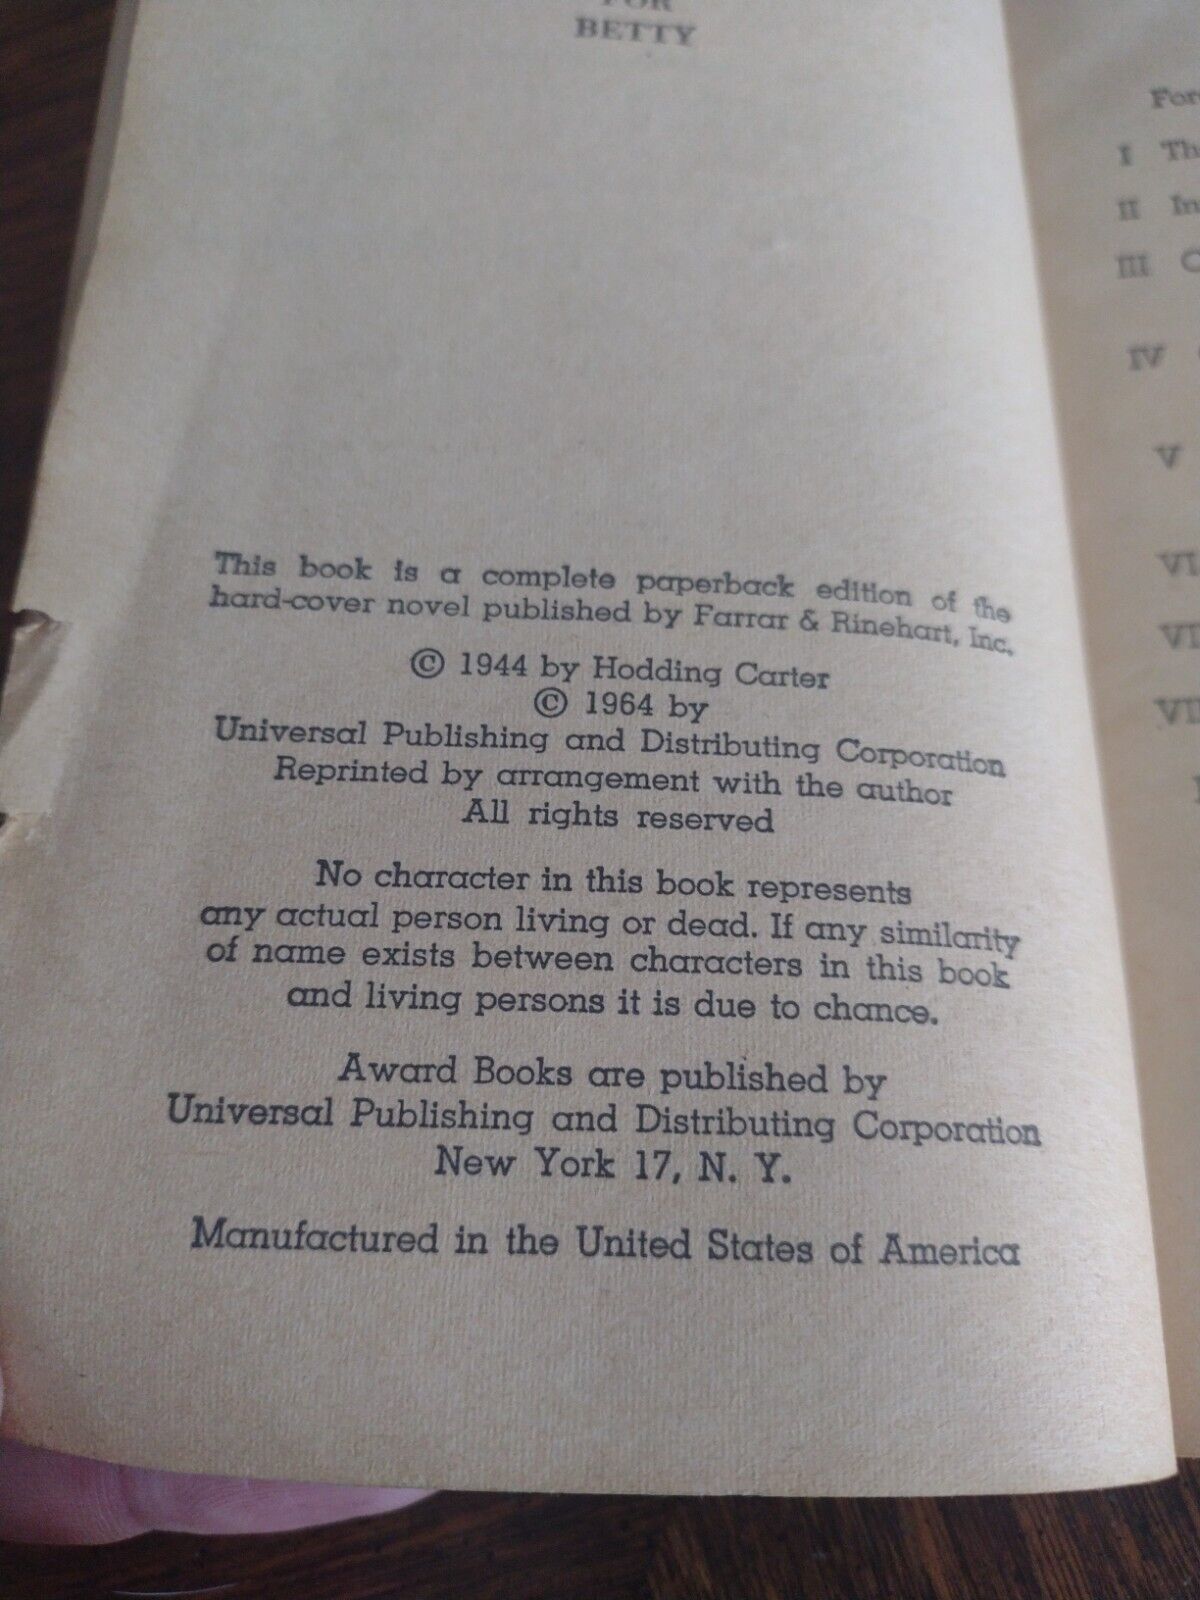 FOR
BETTY
This book is a complete paperback edition of the
hard-cover novel published by Farrar & Rinehart, Inc.
© 1944 by Hodding Carter
© 1964 by
Universal Publishing and Distributing Corporation
Reprinted by arrangement with the author
All rights reserved
No character in this book represents
any actual person living or dead. If any similarity
of name exists between characters in this book
and living persons it is due to chance.
Award Books are published by
Universal Publishing and Distributing Corporation
New York 17, N. Y.
Manufactured in the United States of America
I
II
III
IV
V